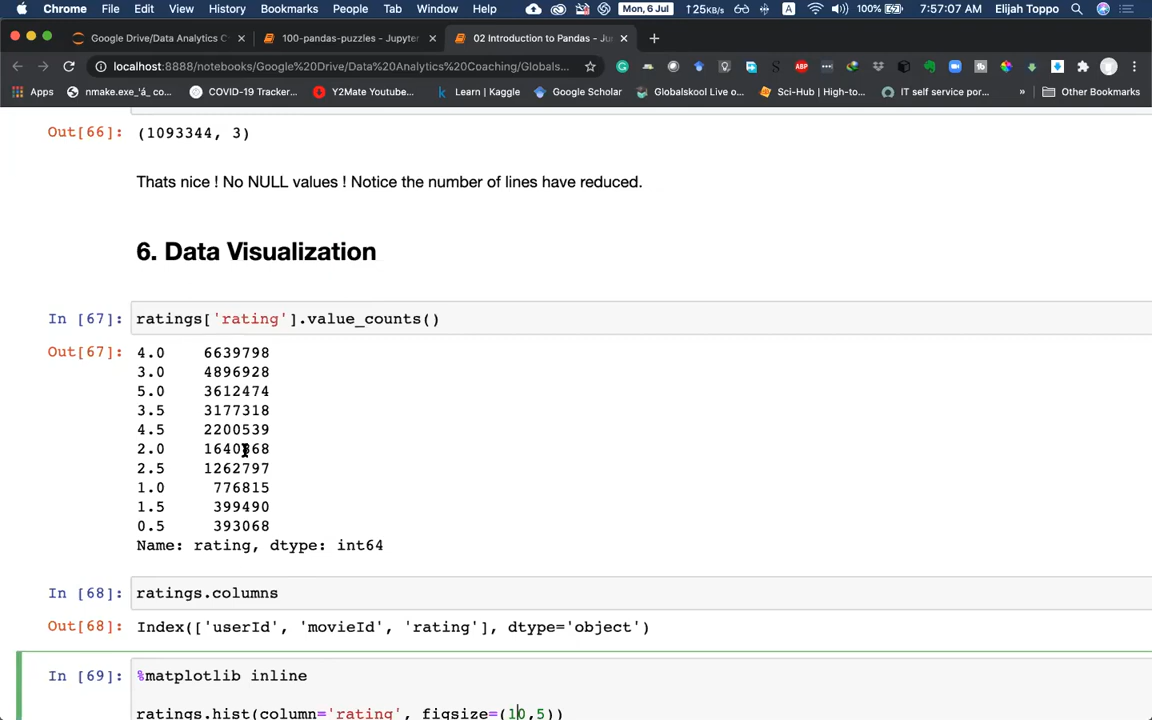 Chrome File Edit View History Bookmarks People Tab Window Help Mon, 6 Jul ↑25KB/s A 100% 7:57:07 AM Elijah Toppo
Google Drive/Data Analytics C × 100-pandas-puzzles - Jupyter × 02 Introduction to Pandas - Ju × +
localhost:8888/notebooks/Google%20Drive/Data%20Analytics%20Coaching/Globals... ABP
Apps nmake.exe_'á_ co... COVID-19 Tracker... Y2Mate Youtube... Learn | Kaggle Google Scholar Globalskool Live o... Sci-Hub | High-to... IT self service por... » Other Bookmarks
Out[66]: (1093344, 3)
Thats nice ! No NULL values ! Notice the number of lines have reduced.
6. Data Visualization
In [67]: ratings['rating'].value_counts()
Out[67]: 4.0 6639798
3.0 4896928
5.0 3612474
3.5 3177318
4.5 2200539
2.0
2.5 1262797
1.0 776815
1.5 399490
0.5 393068
Name: rating, dtype: int64
In [68]: ratings.columns
Out[68]: Index(['userId', 'movieId', 'rating'], dtype='object')
In [69]: %matplotlib inline
ratings.hist(column='rating', figsize=(10,5))